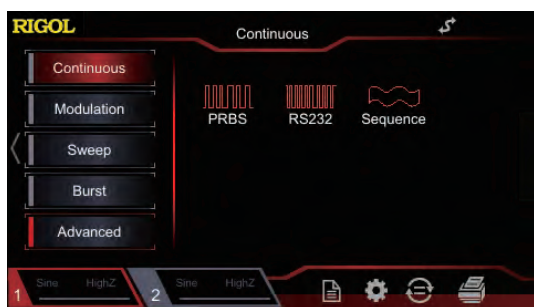 RIGOL
Continuous
Continuous
Modulation
Sweep
Burst
Advanced
PRBS
RS232
Sequence
1
Sine
HighZ
2
Sine
HighZ